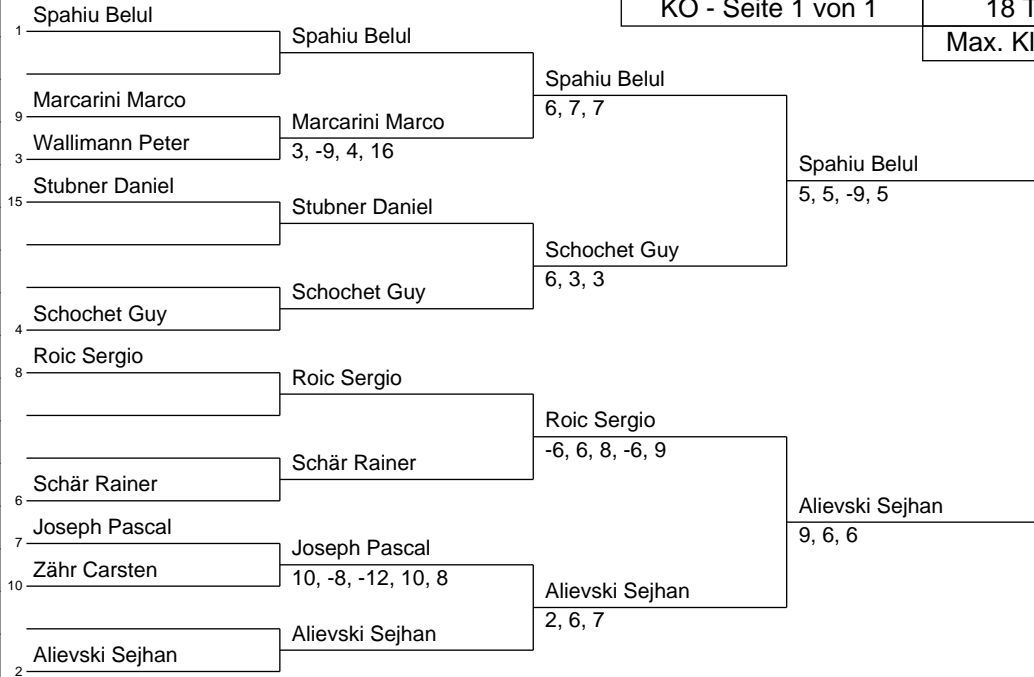 KO - Seite 1 von 1
18 T
Max. Kl
1 Spahiu Belul
9 Marcarini Marco
3 Wallimann Peter
15 Stubner Daniel
4 Schochet Guy
8 Roic Sergio
6 Schär Rainer
7 Joseph Pascal
10 Zähr Carsten
2 Alievski Sejhan
Spahiu Belul
Marcarini Marco
3, -9, 4, 16
Stubner Daniel
Schochet Guy
Roic Sergio
Schär Rainer
Joseph Pascal
10, -8, -12, 10, 8
Alievski Sejhan
Spahiu Belul
6, 7, 7
Schochet Guy
6, 3, 3
Roic Sergio
-6, 6, 8, -6, 9
Alievski Sejhan
2, 6, 7
Spahiu Belul
5, 5, -9, 5
Alievski Sejhan
9, 6, 6